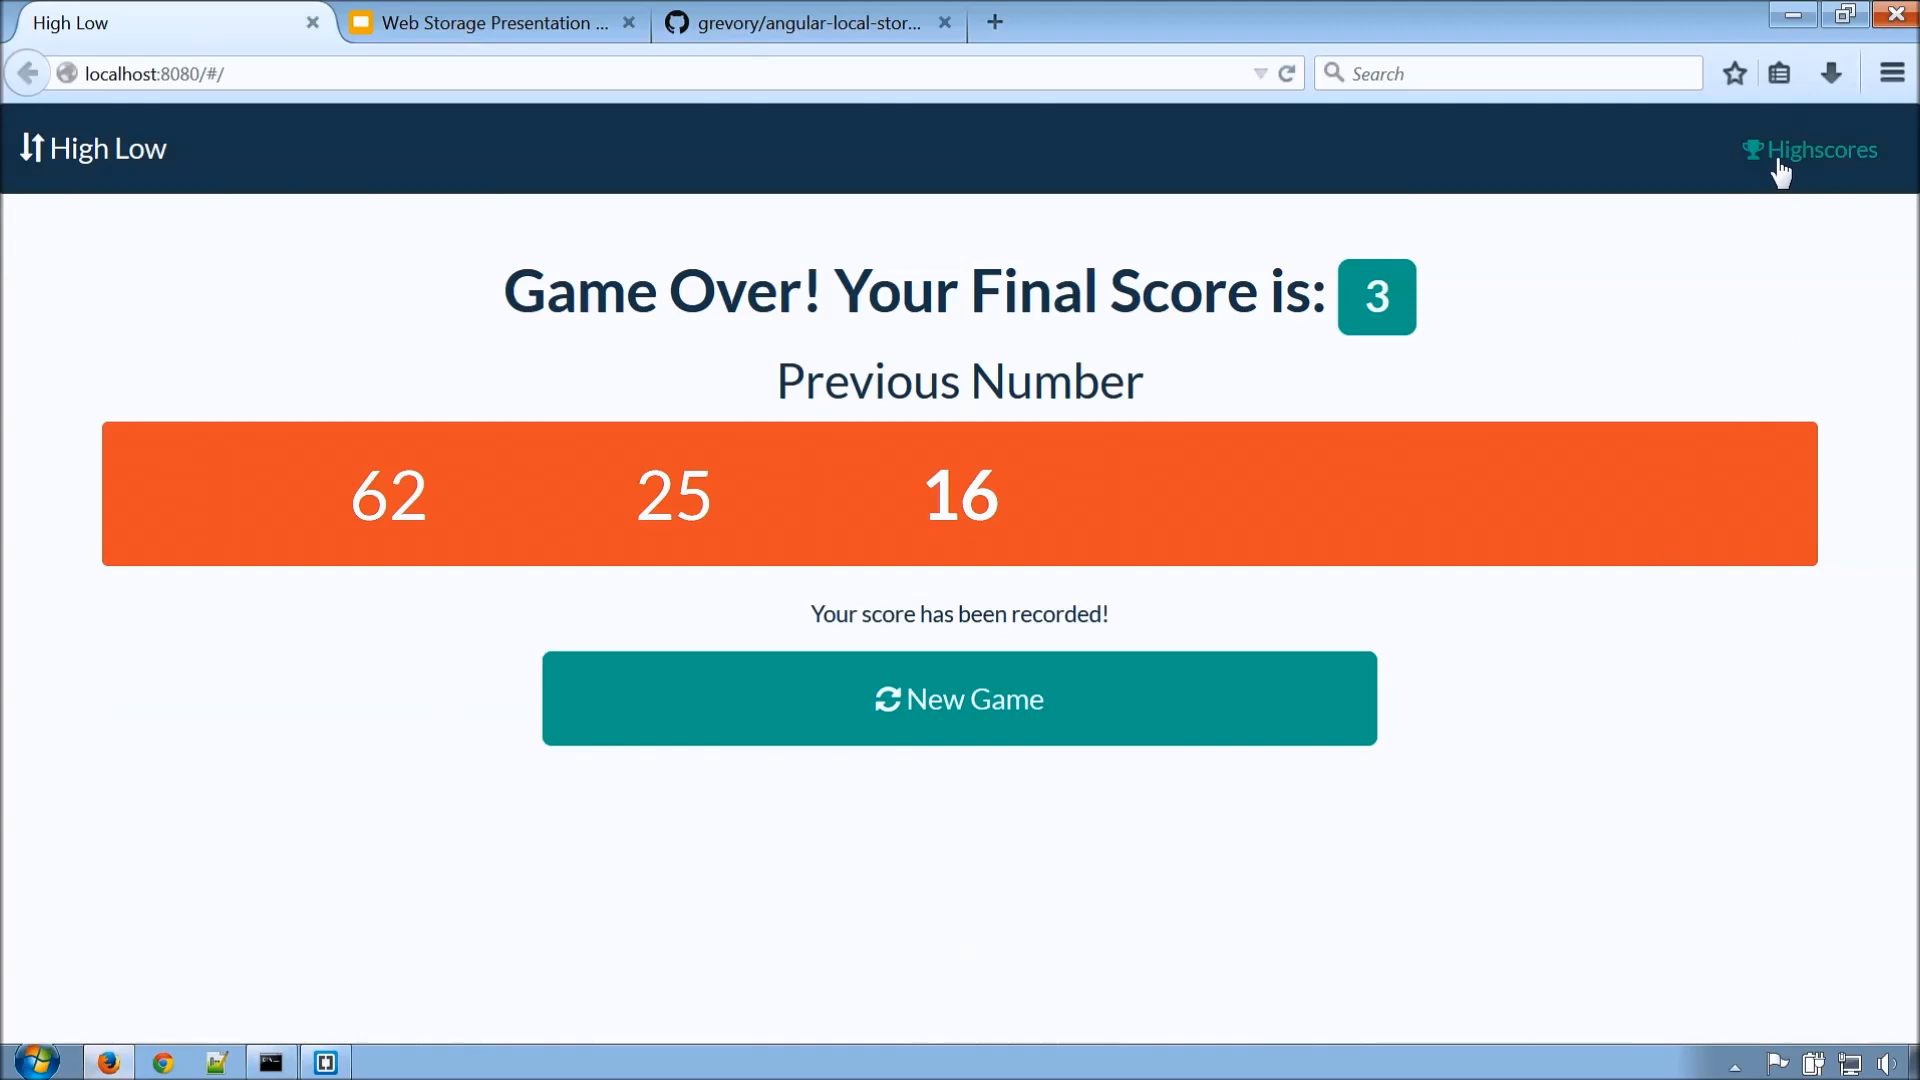 High Low
Web Storage Presentation ...
grevory/angular-local-stor...
localhost:8080/#/
Search
High Low
Highscores
Game Over! Your Final Score is: 3
Previous Number
62 25 16
Your score has been recorded!
New Game